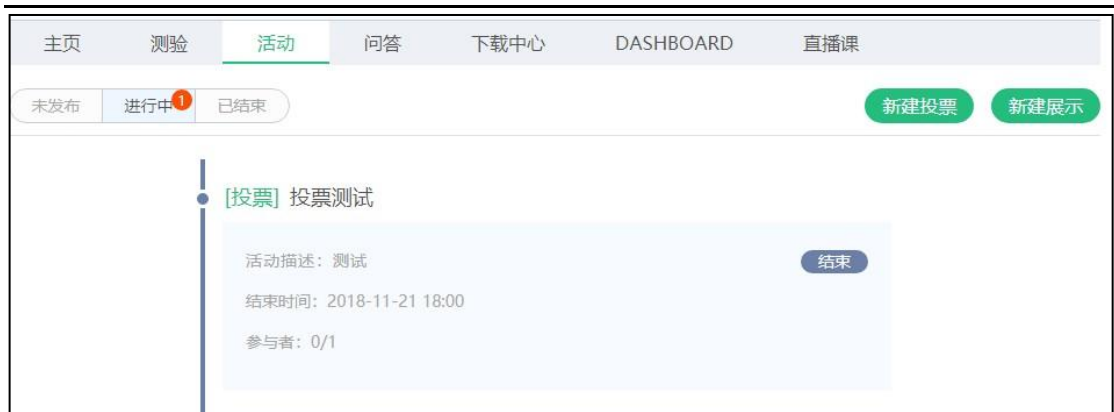 主页 测验 活动 问答 下载中心 DASHBOARD 直播课
未发布 进行中 1 已结束 新建投票 新建展示
[投票] 投票测试
活动描述：测试 结束
结束时间：2018-11-21 18:00
参与者：0/1